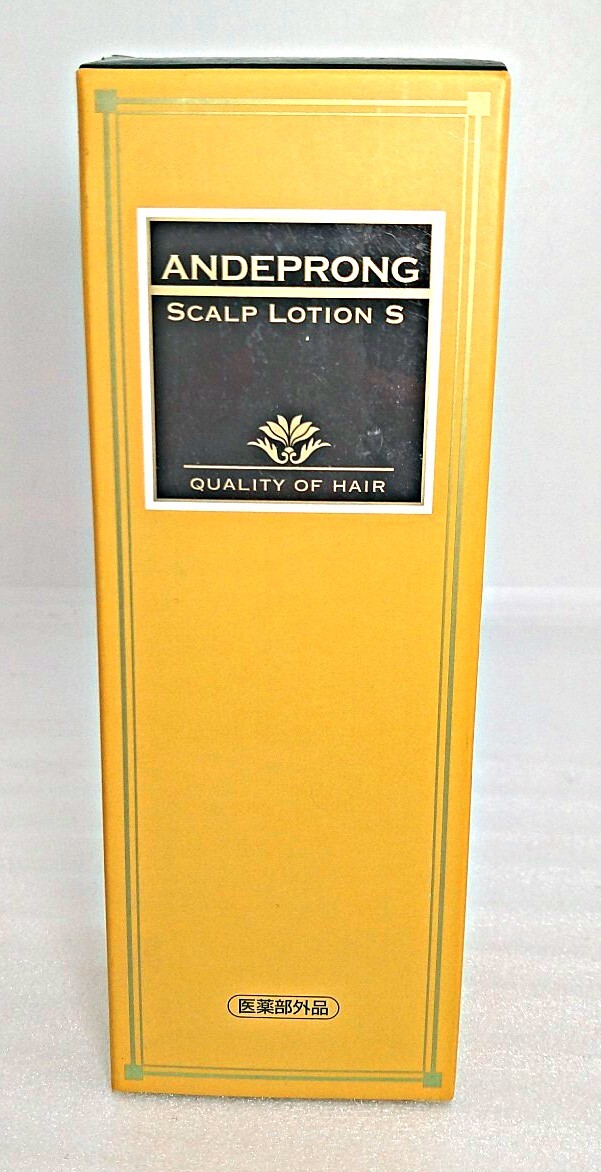 ANDEPRONG
SCALP LOTION S
QUALITY OF HAIR
医薬部外品